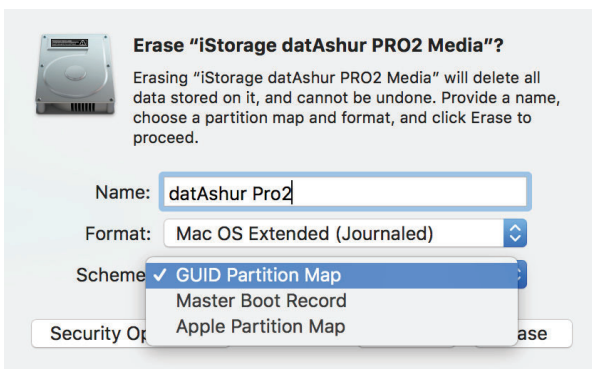 Erase “iStorage datAshur PRO2 Media”?
Erasing “iStorage datAshur PRO2 Media” will delete all
data stored on it, and cannot be undone. Provide a name,
choose a partition map and format, and click Erase to
proceed.
Name: datAshur Pro2
Format: Mac OS Extended (Journaled)
Scheme ✓ GUID Partition Map
Master Boot Record
Apple Partition Map
Security Op ase